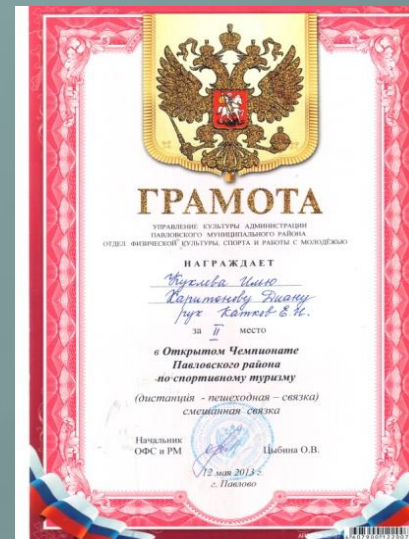 ГРАМОТА
УПРАВЛЕНИЕ КУЛЬТУРЫ АДМИНИСТРАЦИИ
ПАВЛОВСКОГО МУНИЦИПАЛЬНОГО РАЙОНА
ОТДЕЛ ФИЗИЧЕСКОЙ КУЛЬТУРЫ, СПОРТА И РАБОТЫ С МОЛОДЁЖЬЮ
НАГРАЖДАЕТ
Куклева Илью
Харитонову Диану
рук Катков Е.Н.
за II место
в Открытом Чемпионате
Павловского района
по спортивному туризму
(дистанция - пешеходная – связка)
смешанная связка
Начальник
ОФС и РМ Цыбина О.В.
12 мая 2013 г.
г. Павлово